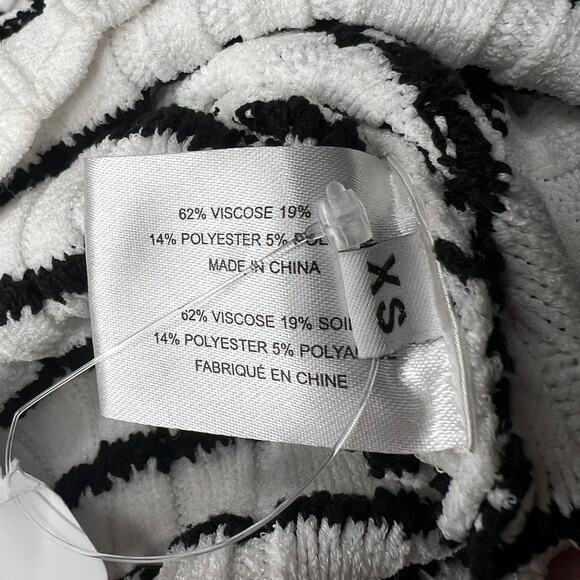 62% VISCOSE 19%
14% POLYESTER 5%
MADE IN CHINA
62% VISCOSE 19%
14% POLYESTER 5%
FABRIQUÉ EN CHINE
XS